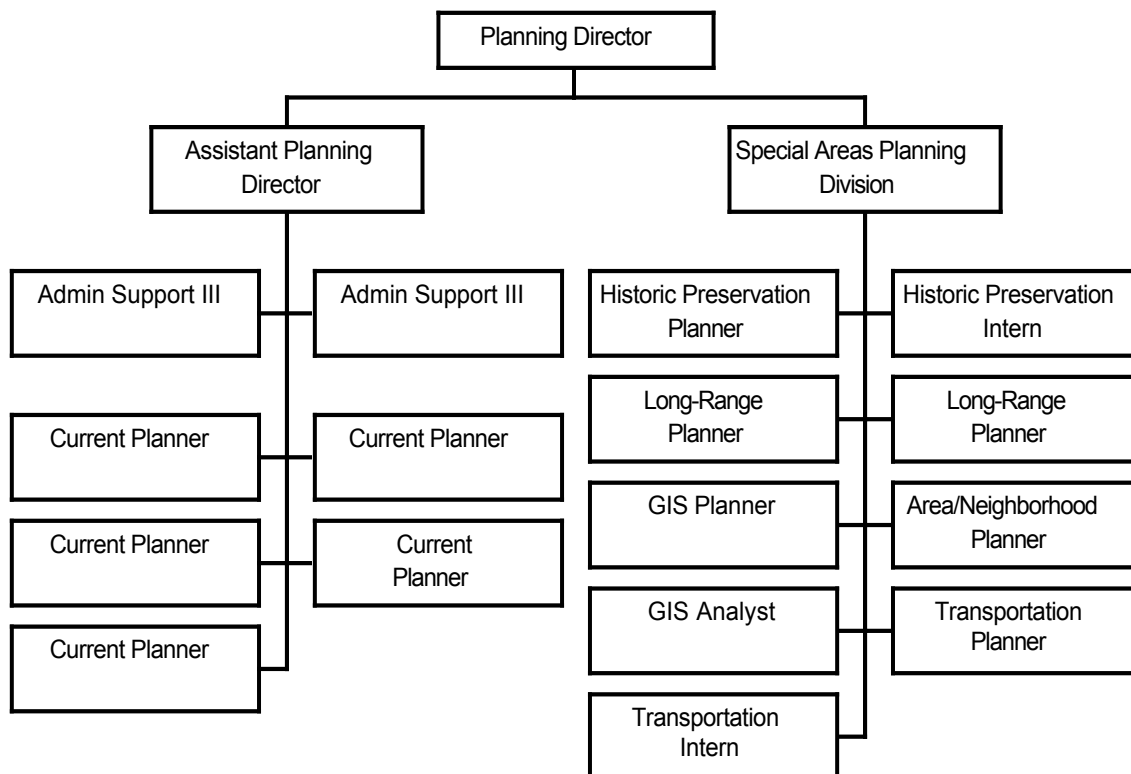 Planning Director
Assistant Planning
Director
Special Areas Planning
Division
Admin Support III
Admin Support III
Historic Preservation
Planner
Historic Preservation
Intern
Current Planner
Current Planner
Long-Range
Planner
Long-Range
Planner
Current Planner
Current
Planner
GIS Planner
Area/Neighborhood
Planner
Current Planner
GIS Analyst
Transportation
Planner
Transportation
Intern